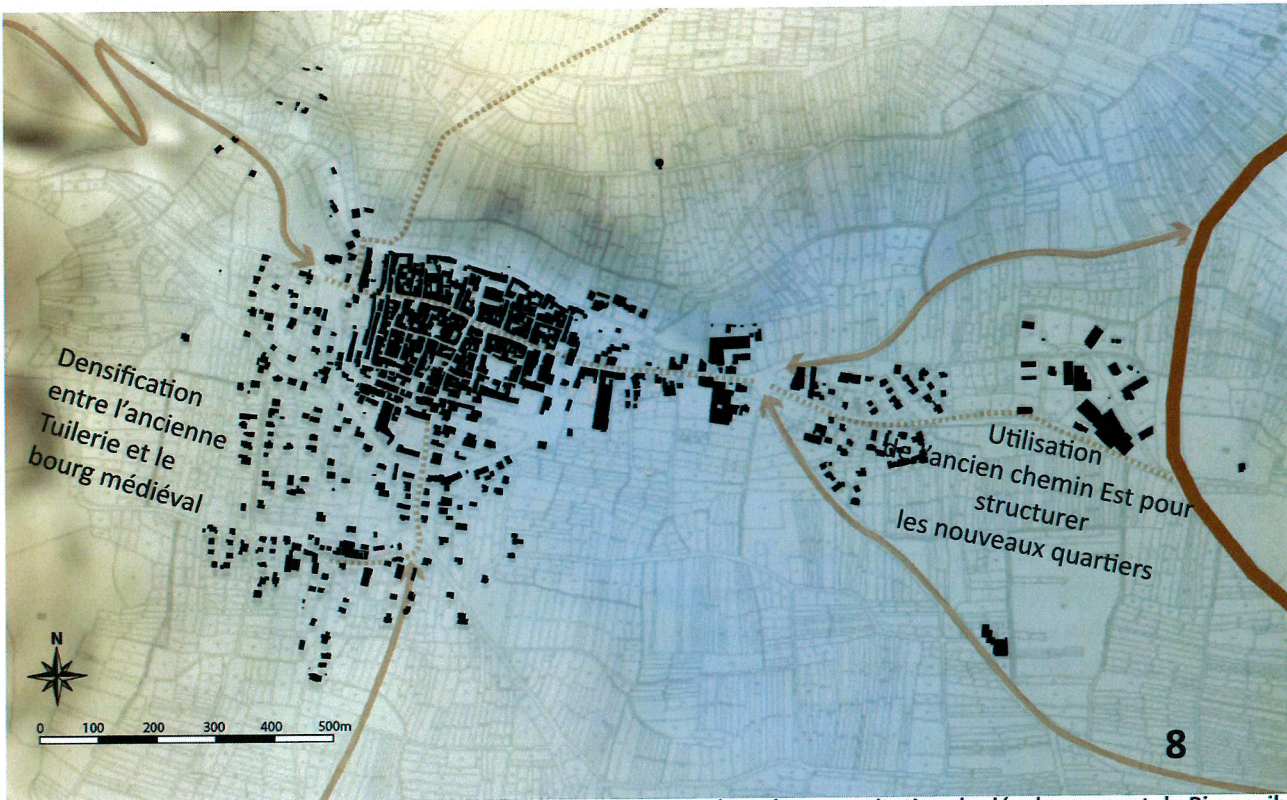 Densification
entre l'ancienne
Tuilerie et le
bourg médiéval
Utilisation
de l'ancien chemin Est pour
structurer
les nouveaux quartiers
N
0 100 200 300 400 500m
8